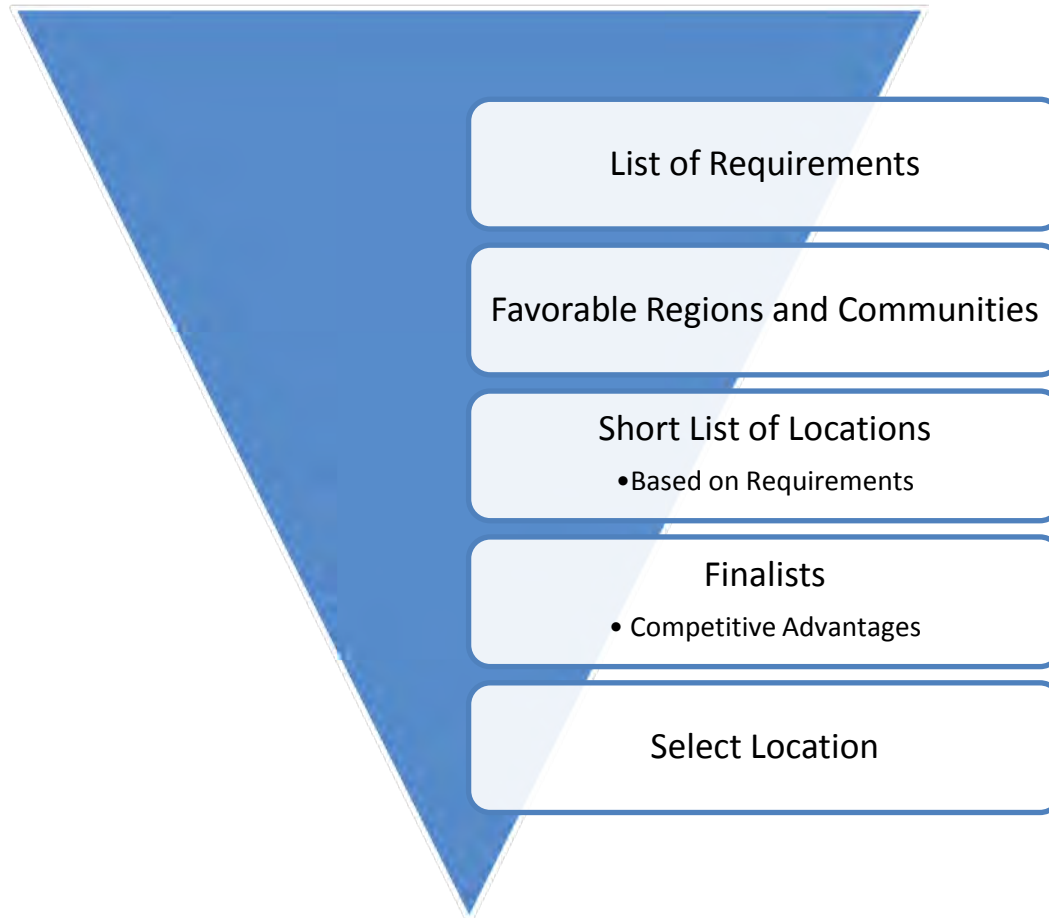 List of Requirements
Favorable Regions and Communities
Short List of Locations
•Based on Requirements
Finalists
• Competitive Advantages
Select Location